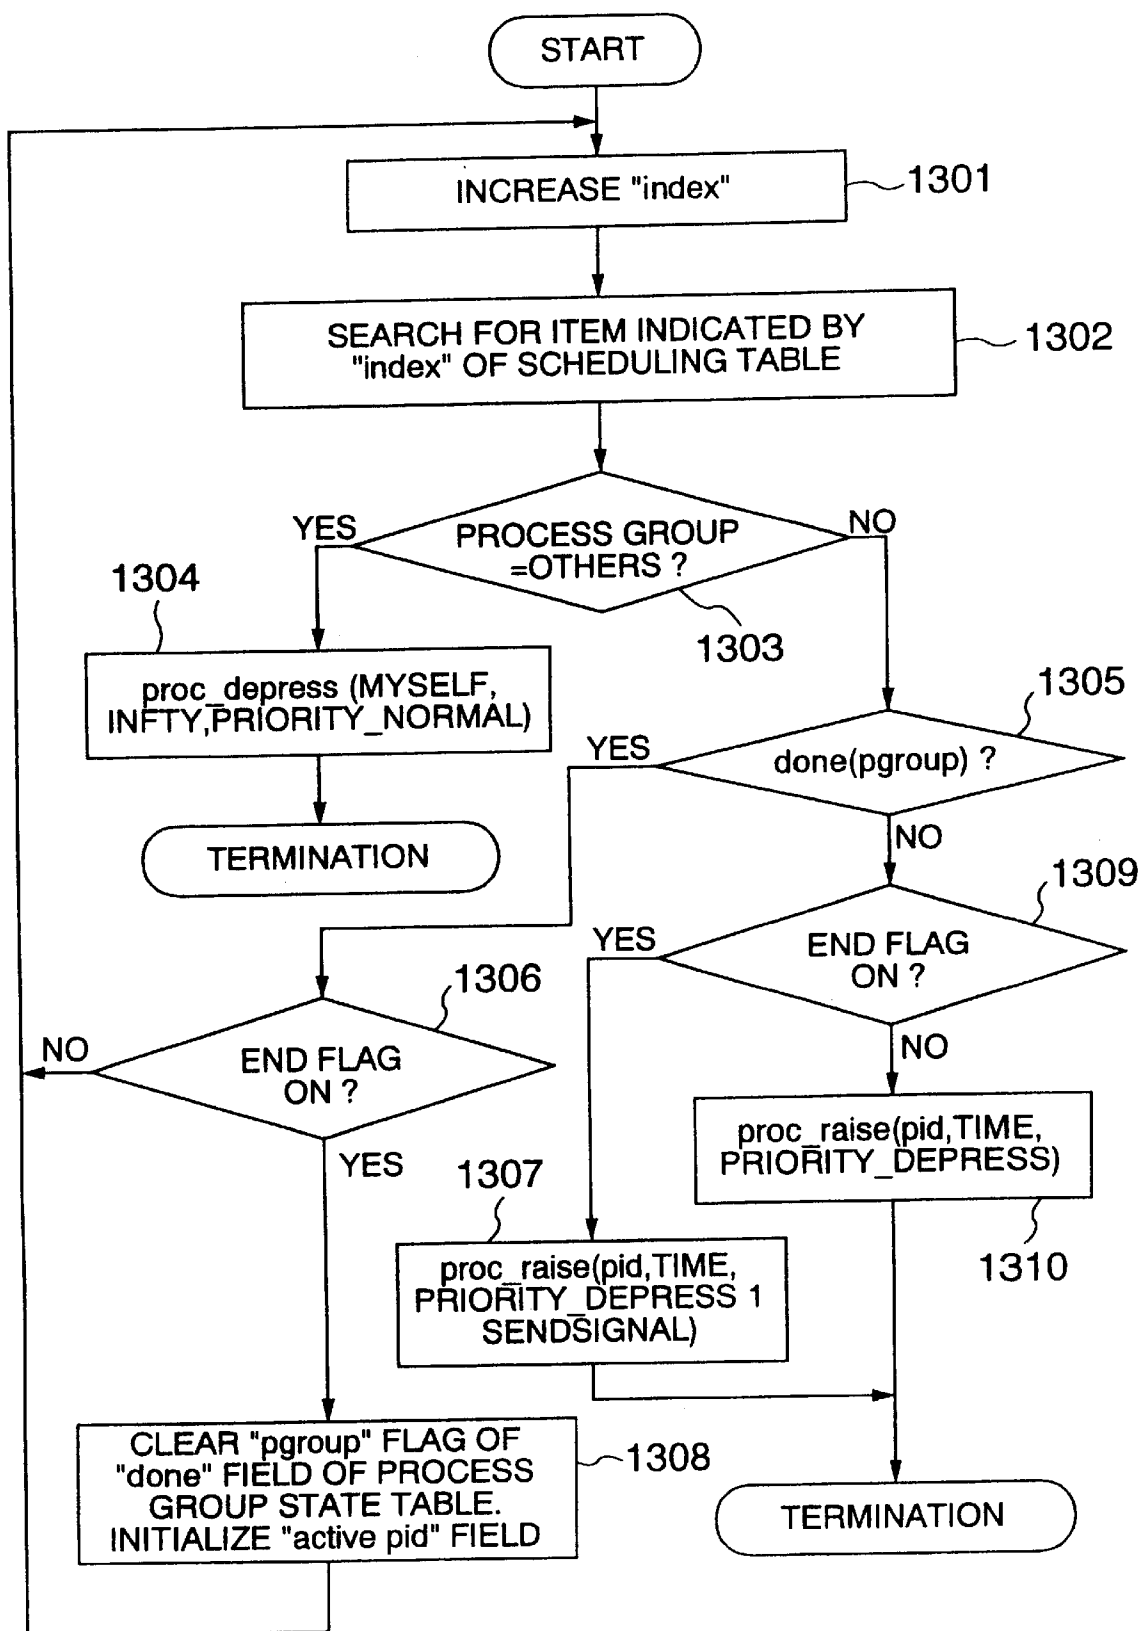 START
INCREASE "index"
1301
SEARCH FOR ITEM INDICATED BY
"index" OF SCHEDULING TABLE
1302
YES
PROCESS GROUP
=OTHERS ?
NO
1303
1304
proc_depress (MYSELF,
INFTY,PRIORITY_NORMAL)
TERMINATION
1305
YES
done(pgroup) ?
NO
1309
YES
END FLAG
ON ?
NO
1306
NO
END FLAG
ON ?
YES
proc_raise(pid,TIME,
PRIORITY_DEPRESS)
1310
1307
proc_raise(pid,TIME,
PRIORITY_DEPRESS 1
SENDSIGNAL)
CLEAR "pgroup" FLAG OF
"done" FIELD OF PROCESS
GROUP STATE TABLE.
INITIALIZE "active pid" FIELD
1308
TERMINATION